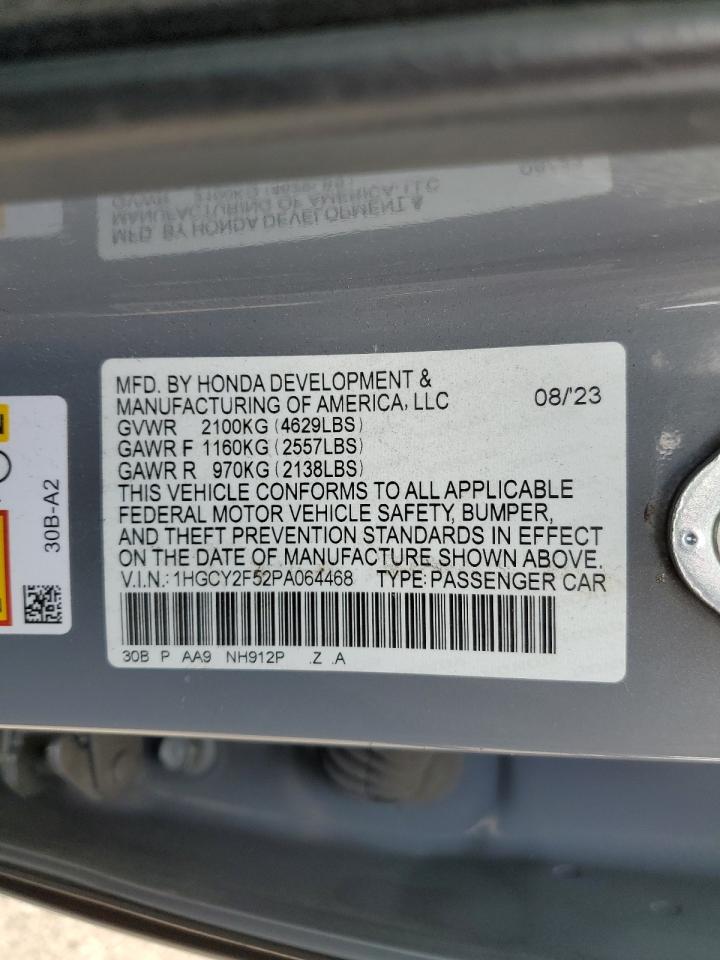 MFD. BY HONDA DEVELOPMENT &
MANUFACTURING OF AMERICA, LLC 08/'23
GVWR 2100KG (4629LBS)
GAWR F 1160KG (2557LBS)
GAWR R 970KG (2138LBS)
THIS VEHICLE CONFORMS TO ALL APPLICABLE
FEDERAL MOTOR VEHICLE SAFETY, BUMPER,
AND THEFT PREVENTION STANDARDS IN EFFECT
ON THE DATE OF MANUFACTURE SHOWN ABOVE.
V.I.N.: 1HGCY2F52PA064468 TYPE: PASSENGER CAR
30B P AA9 NH912P .Z .A
30B-A2